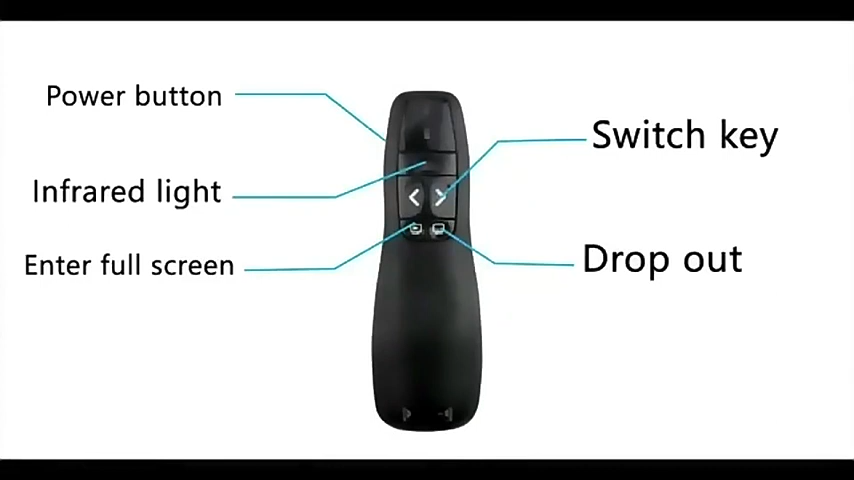 Power button
Switch key
Infrared light
Enter full screen
Drop out